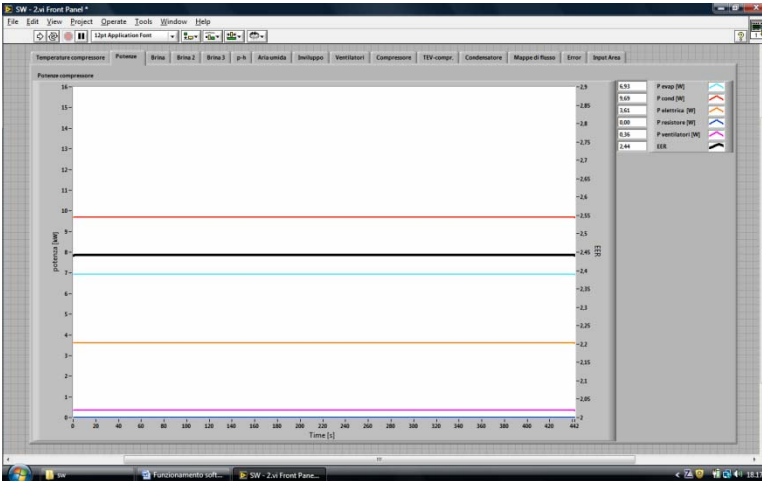 SW - 2.vi Front Panel *
File Edit View Project Operate Tools Window Help
12pt Application Font
Temperature compressore Potenze Brina Brina 2 Brina 3 p-h Aria umida Inviluppo Ventilatori Compressore TEV-compr. Condensatore Mappe di flusso Error Input Area
Potenze compressore
16
15
14
13
12
11
10
9
8
7
6
5
4
3
2
1
0
potenza [kW]
2,9
2,85
2,8
2,75
2,7
2,65
2,6
2,55
2,5
2,45
2,4
2,35
2,3
2,25
2,2
2,15
2,1
2,05
2
EER
0 20 40 60 80 100 120 140 160 180 200 220 240 260 280 300 320 340 360 380 400 420 442
Time [s]
6,93 P evap [W]
9,69 P cond [W]
3,61 P elettrica [W]
0,00 P resistore [W]
0,36 P ventilatori [W]
2,44 EER
sw Funzionamento soft... SW - 2.vi Front Pane... 18.17